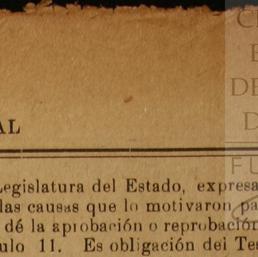 AL
Legislatura del Estado, expresa
las causas que lo motivaron pa
dé la aprobación o reprobación
ulo 11. Es obligación del Tes